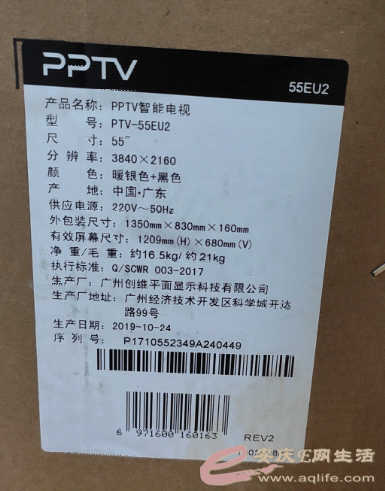 PPTV
55EU2
产品名称: PPTV智能电视
型 号: PTV-55EU2
尺 寸: 55"
分 辨 率: 3840×2160
颜 色: 暖银色+黑色
产 地: 中国·广东
供应电源: 220V～50Hz
外包装尺寸: 1350mm×830mm×160mm
有效屏幕尺寸: 1209mm(H)×680mm(V)
净 重/毛 重: 约16.5kg/约21kg
执行标准: Q/SCWR 003-2017
生产厂: 广州创维平面显示科技有限公司
生产厂地址: 广州经济技术开发区科学城开达
路99号
生产日期: 2019-10-24
序 列 号: P1710552349A240449
6 971600 160163
REV2
安庆E网生活
www.aqlife.com